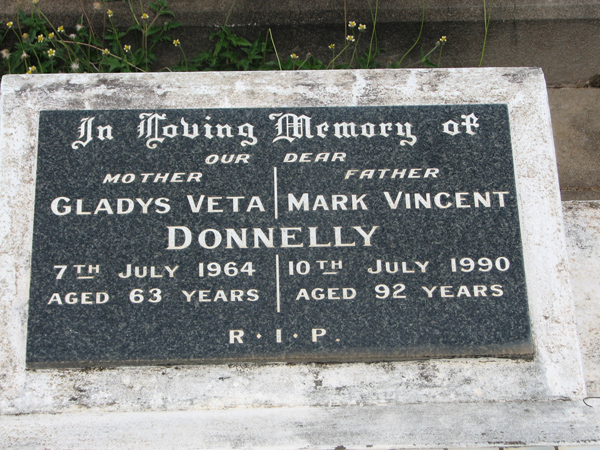 In Loving Memory of
OUR DEAR
MOTHER FATHER
GLADYS VETA MARK VINCENT
DONNELLY
7TH JULY 1964 10TH JULY 1990
AGED 63 YEARS AGED 92 YEARS
R·I·P.